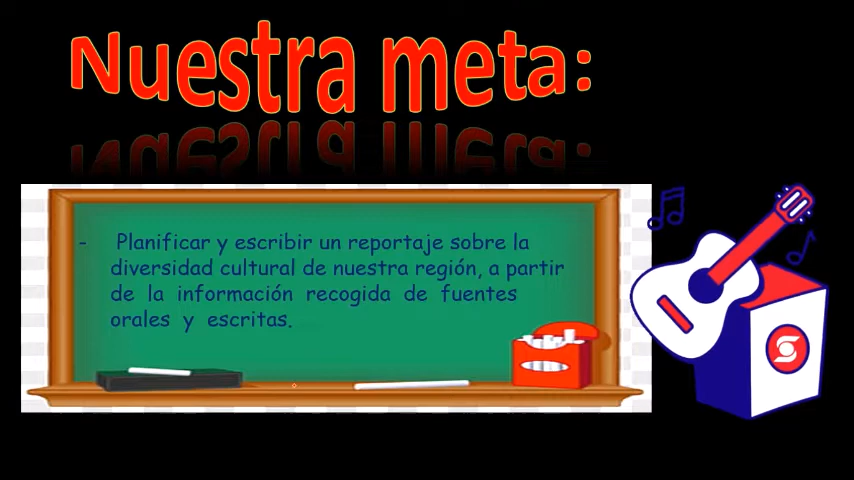 Nuestra meta:
- Planificar y escribir un reportaje sobre la
diversidad cultural de nuestra región, a partir
de la información recogida de fuentes
orales y escritas.